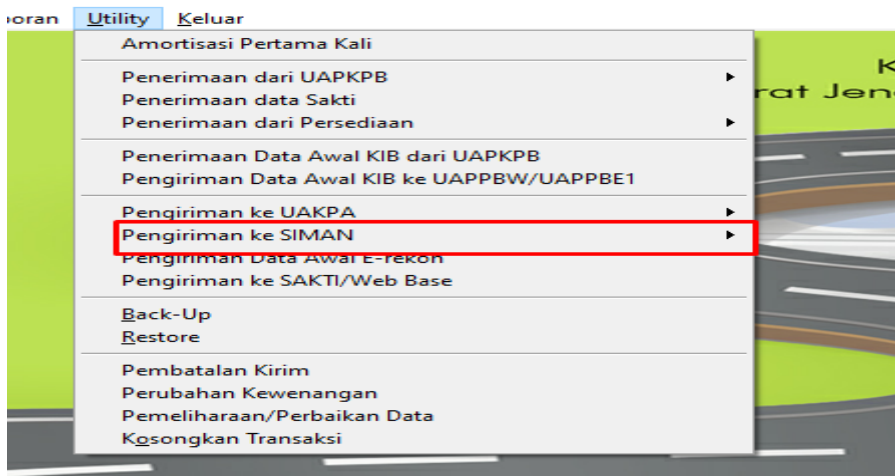 Utility Keluar
Amortisasi Pertama Kali
Penerimaan dari UAPKPB
Penerimaan data Sakti
Penerimaan dari Persediaan
Penerimaan Data Awal KIB dari UAPKPB
Pengiriman Data Awal KIB ke UAPPBW/UAPPBE1
Pengiriman ke UAKPA
Pengiriman ke SIMAN
Pengiriman Data Awal E-rekon
Pengiriman ke SAKTI/Web Base
Back-Up
Restore
Pembatalan Kirim
Perubahan Kewenangan
Pemeliharaan/Perbaikan Data
Kosongkan Transaksi